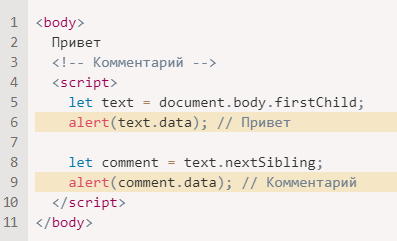 1 <body>
2   Привет
3   <!-- Комментарий -->
4   <script>
5     let text = document.body.firstChild;
6     alert(text.data); // Привет
7
8     let comment = text.nextSibling;
9     alert(comment.data); // Комментарий
10   </script>
11 </body>